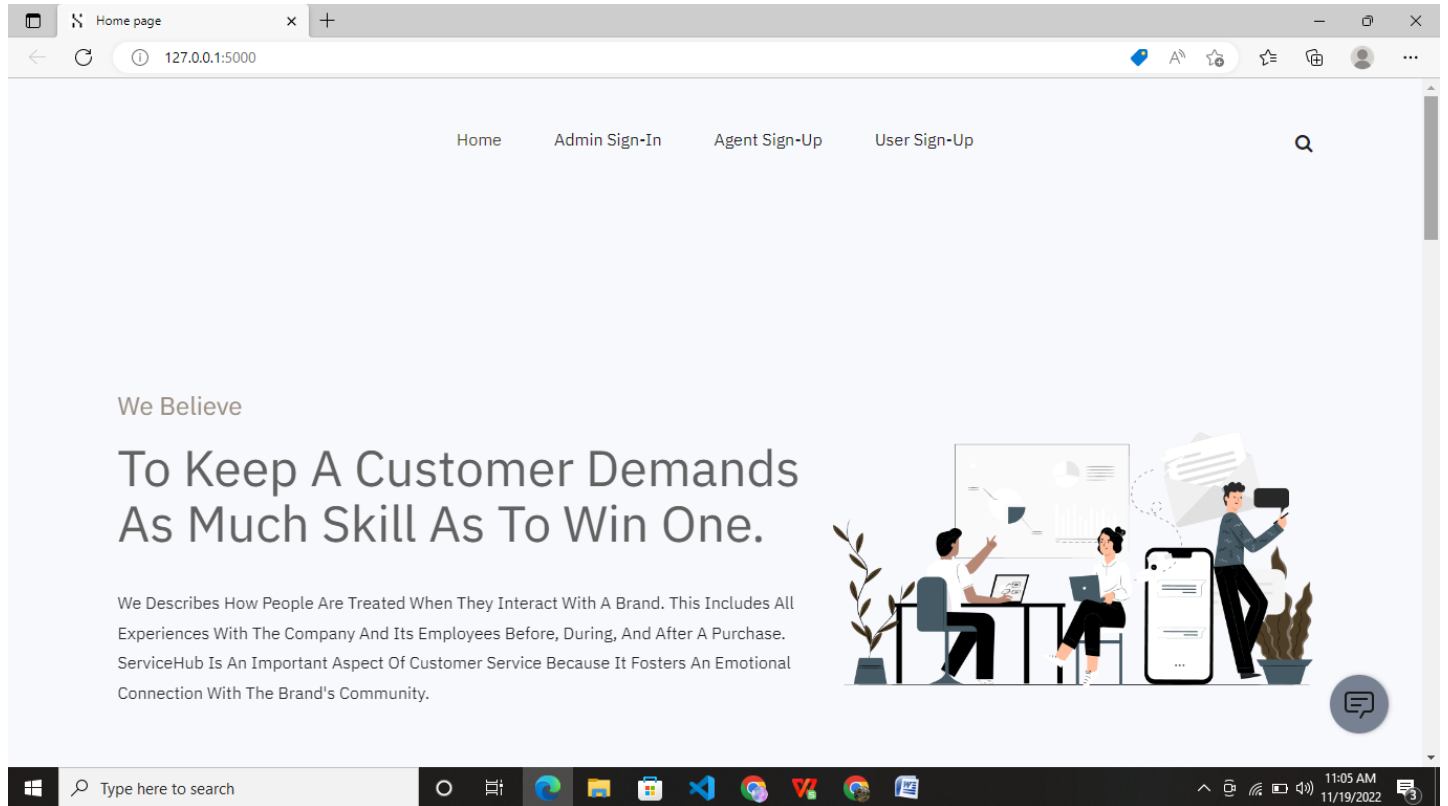 Home page
127.0.0.1:5000
Home Admin Sign-In Agent Sign-Up User Sign-Up
We Believe
To Keep A Customer Demands
As Much Skill As To Win One.
We Describes How People Are Treated When They Interact With A Brand. This Includes All
Experiences With The Company And Its Employees Before, During, And After A Purchase.
ServiceHub Is An Important Aspect Of Customer Service Because It Fosters An Emotional
Connection With The Brand's Community.
Type here to search
11:05 AM
11/19/2022
3